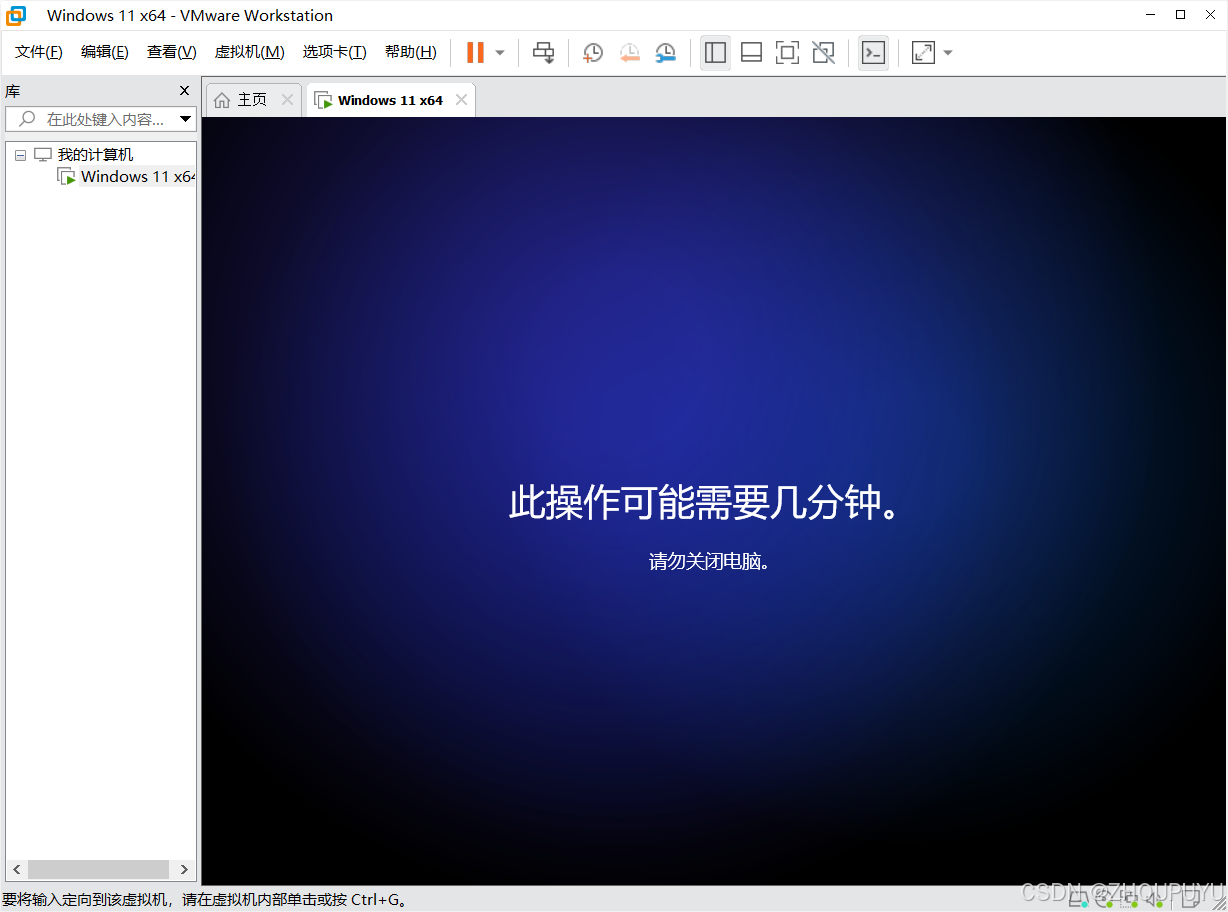 Windows 11 x64 - VMware Workstation
文件(F) 编辑(E) 查看(V) 虚拟机(M) 选项卡(T) 帮助(H)
库
主页
Windows 11 x64
在此处键入内容...
我的计算机
Windows 11 x64
此操作可能需要几分钟。
请勿关闭电脑。
要将输入定向到该虚拟机，请在虚拟机内部单击或按 Ctrl+G。
CSDN @ZHOUPUYU